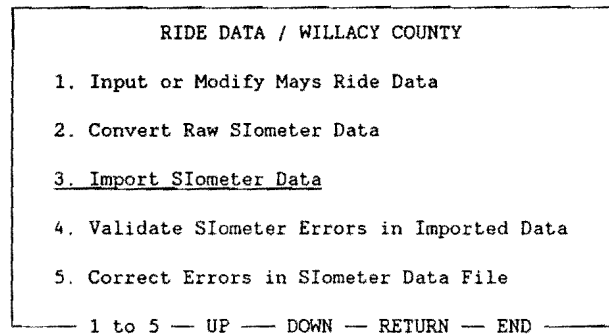 RIDE DATA / WILLACY COUNTY
1. Input or Modify Mays Ride Data
2. Convert Raw SIometer Data
3. Import SIometer Data
4. Validate SIometer Errors in Imported Data
5. Correct Errors in SIometer Data File
1 to 5 — UP — DOWN — RETURN — END